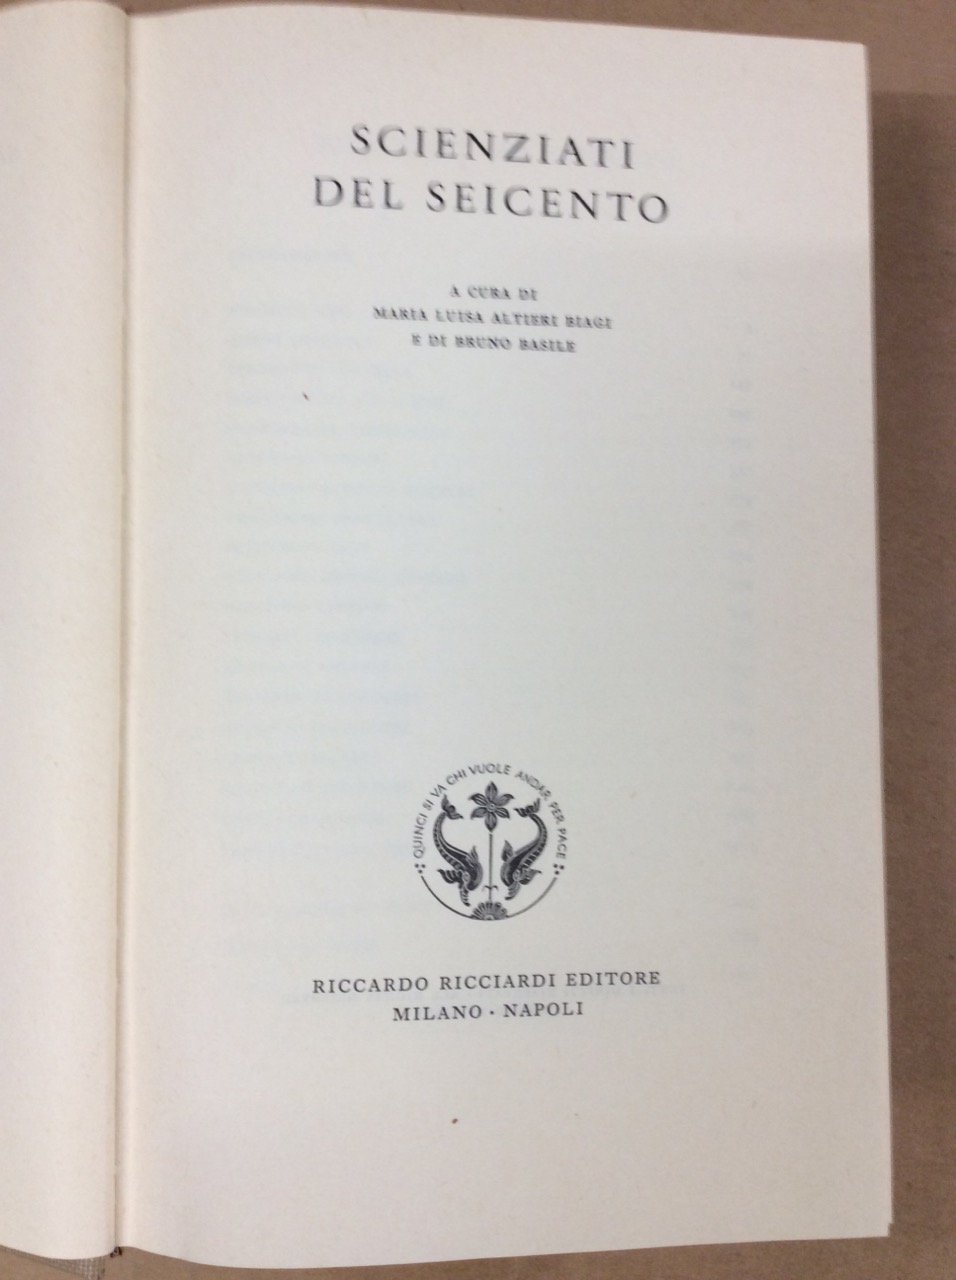 SCIENZIATI
DEL SEICENTO
A CURA DI
MARIA LUISA ALTIERI BIAGI
E DI BRUNO BASILE
QUINCI SI VA CHI VUOLE ANDAR PER PACE
RICCARDO RICCIARDI EDITORE
MILANO · NAPOLI